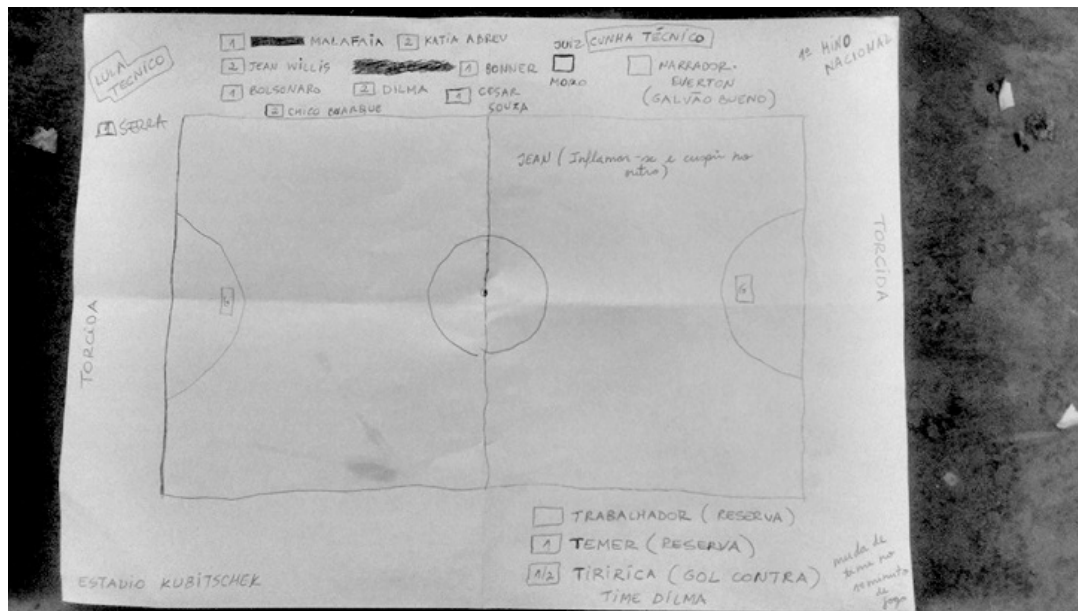 1 MALAFAIA 2 KATIA ABREU
JUIZ CUNHA TÉCNICO
1º HINO
NACIONAL
LULA
TECNICO
2 JEAN WILLIS 1 BONNER
MORO
NARRADOR.
EVERTON
(GALVÃO BUENO)
1 BOLSONARO 2 DILMA 1 CESAR
SOUZA
2 CHICO BUARQUE
1 SERRA
JEAN (Inflamar-se e cuspir no
outro)
TORCIDA
G
G
TORCIDA
TRABALHADOR (RESERVA)
1 TEMER (RESERVA)
1/2 TIRIRICA (GOL CONTRA)
TIME DILMA
muda de
time no
minuto
de
jogo
ESTADIO KUBITSCHEK